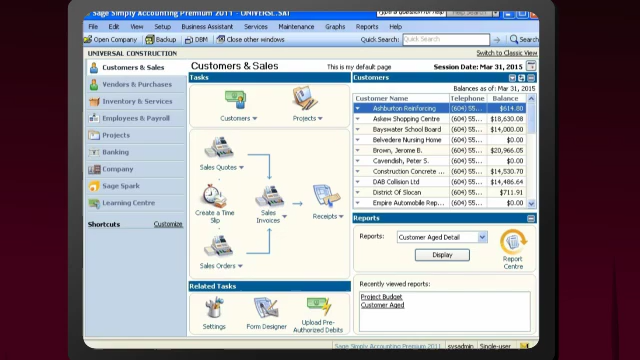 Sage Simply Accounting Premium 2011 - UNIVERSL.SAI
Type a question for help
Help Search
File Edit View Setup Business Assistant Services Maintenance Graphs Reports Help
Open Company Backup DBM Close other windows Quick Search: Quick Search Search
UNIVERSAL CONSTRUCTION Switch to Classic View
Customers & Sales
Vendors & Purchases
Inventory & Services
Employees & Payroll
Projects
Banking
Company
Sage Spark
Learning Centre
Shortcuts Customize
Customers & Sales This is my default page Session Date: Mar 31, 2015
Tasks
Customers
Projects
Sales Quotes
Create a Time Slip
Sales Invoices
Receipts
Sales Orders
Related Tasks
Settings
Form Designer
Upload Pre-Authorized Debits
Customers
Balances as of: Mar 31, 2015
Customer Name Telephone Balance
Ashburton Reinforcing (604) 55... $614.80
Askew Shopping Centre (604) 55... $18,630.08
Bayswater School Board (604) 55... $14,000.00
Belvedere Nursing Home (604) 55... $0.00
Brown, Jerome B. (604) 55... $20,966.05
Cavendish, Peter S. (604) 55... $0.00
Construction Concrete ... (604) 55... $14,530.70
DAB Collision Ltd (604) 55... $14,486.64
District Of Slocan (604) 55... $711.91
Empire Automobile Rep... (604) 55... $0.00
Reports
Reports: Customer Aged Detail
Display
Report Centre
Recently viewed reports:
Project Budget
Customer Aged
Sage Simply Accounting Premium 2011 sysadmin Single-user